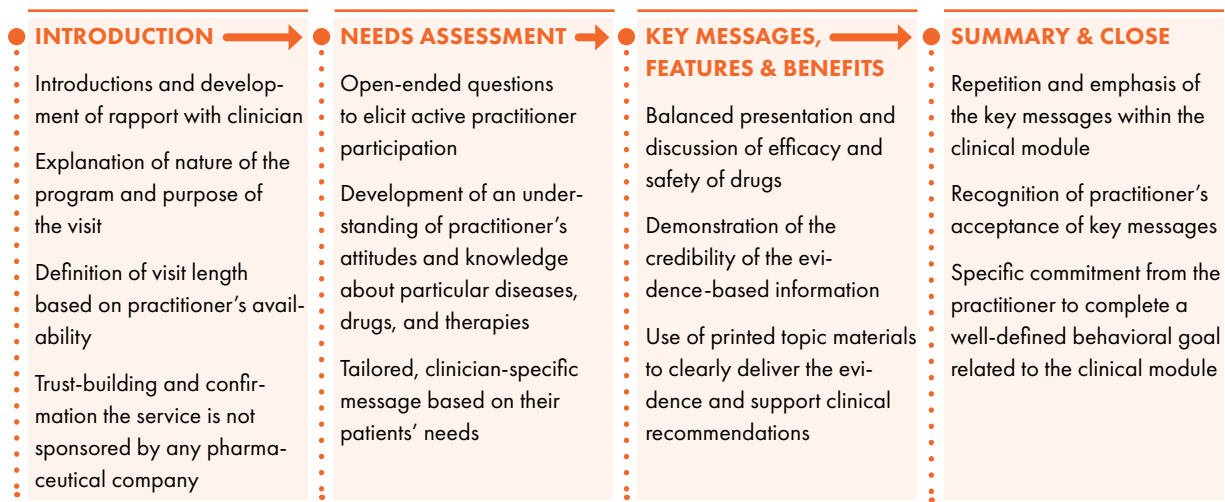 INTRODUCTION
Introductions and develop-
ment of rapport with clinician
Explanation of nature of the
program and purpose of
the visit
Definition of visit length
based on practitioner's avail-
ability
Trust-building and confir-
mation the service is not
sponsored by any pharma-
ceutical company
NEEDS ASSESSMENT
Open-ended questions
to elicit active practitioner
participation
Development of an under-
standing of practitioner's
attitudes and knowledge
about particular diseases,
drugs, and therapies
Tailored, clinician-specific
message based on their
patients' needs
KEY MESSAGES,
FEATURES & BENEFITS
Balanced presentation and
discussion of efficacy and
safety of drugs
Demonstration of the
credibility of the evi-
dence-based information
Use of printed topic materials
to clearly deliver the evi-
dence and support clinical
recommendations
SUMMARY & CLOSE
Repetition and emphasis of
the key messages within the
clinical module
Recognition of practitioner's
acceptance of key messages
Specific commitment from the
practitioner to complete a
well-defined behavioral goal
related to the clinical module